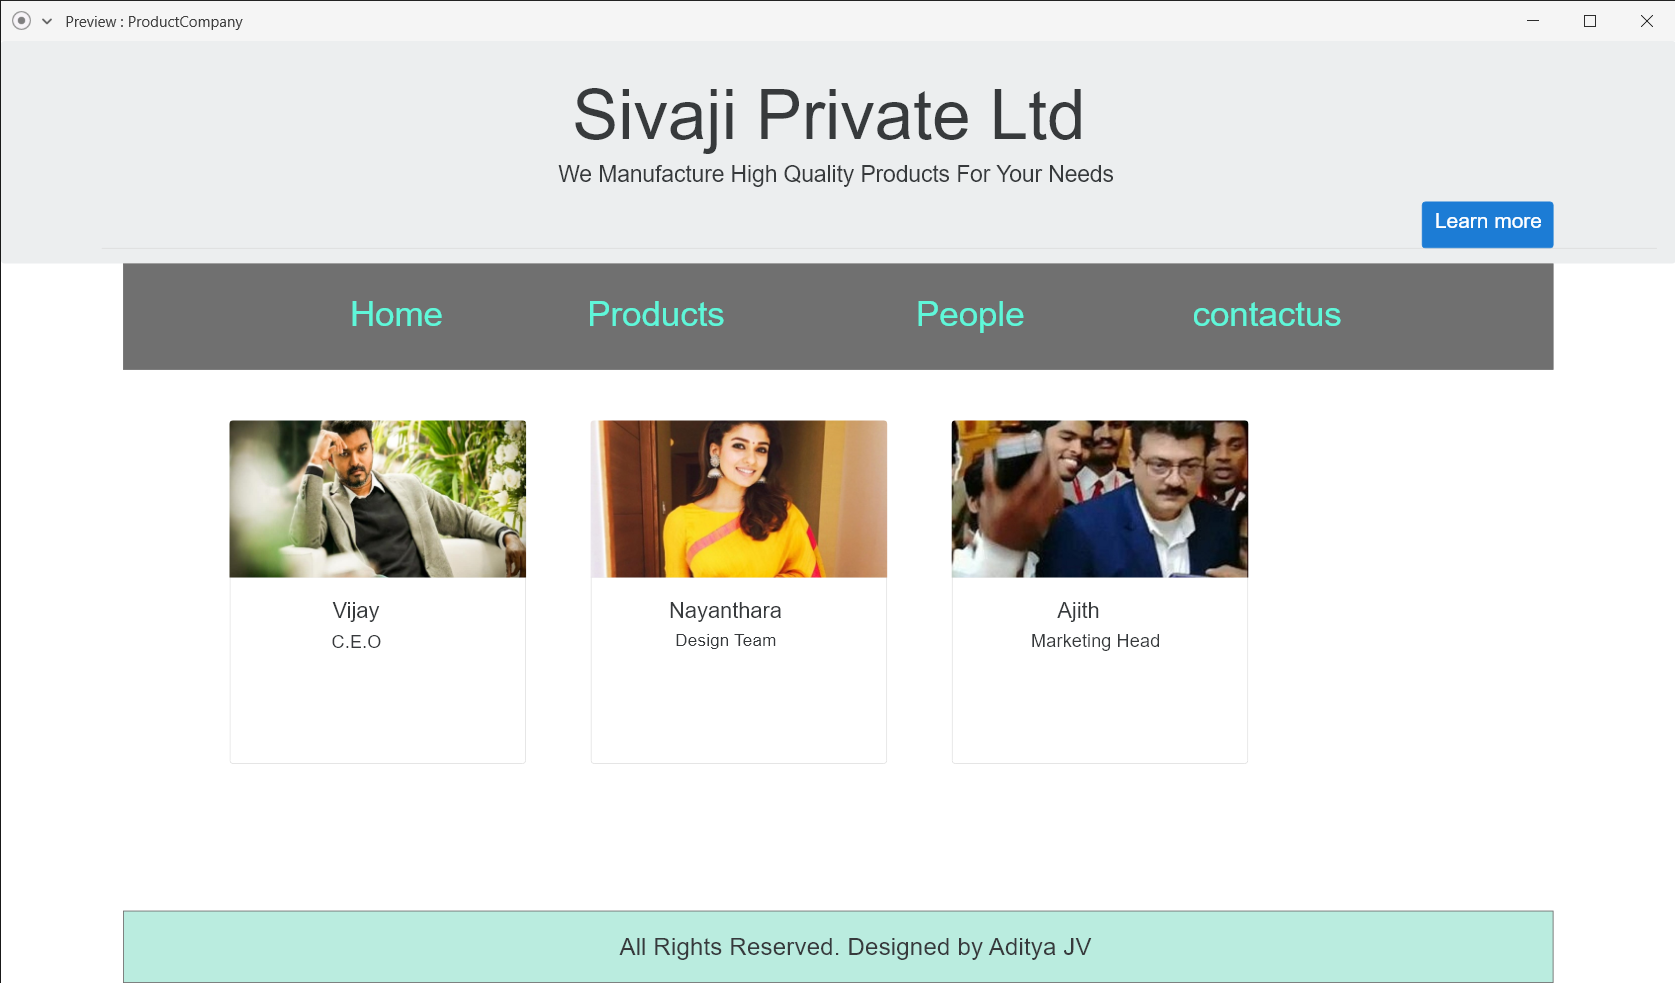 Preview : ProductCompany
Sivaji Private Ltd
We Manufacture High Quality Products For Your Needs
Learn more
Home Products People contactus
Vijay Nayanthara Ajith
C.E.O Design Team Marketing Head
All Rights Reserved. Designed by Aditya JV